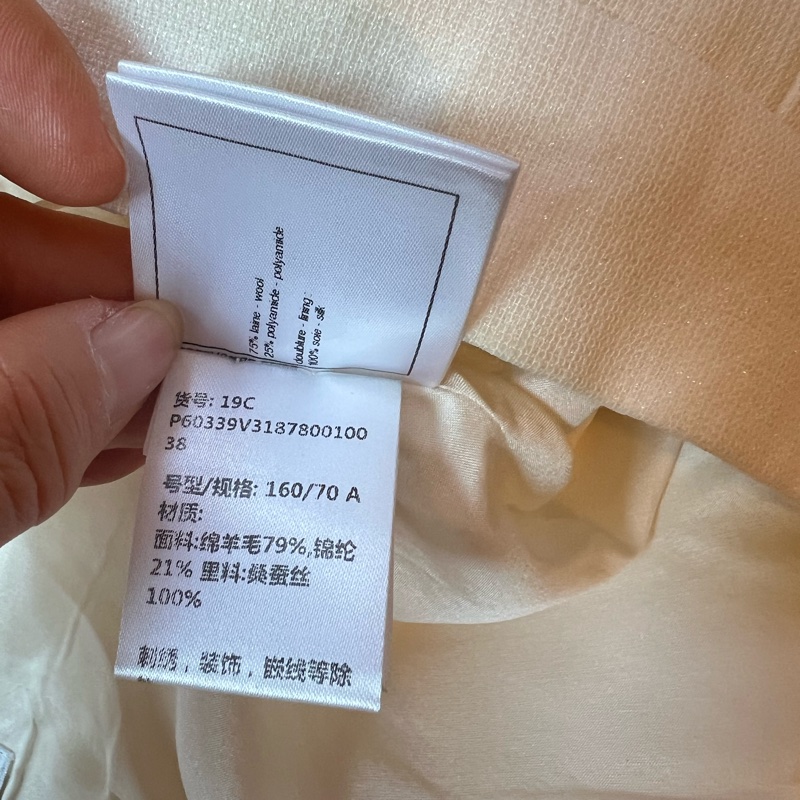 75% laine - wool
25% polyamide - polyamide
doublure - lining :
100% soie - silk
货号: 19C
P60339V3187800100
38
号型/规格: 160/70 A
材质:
面料:绵羊毛79%,锦纶
21% 里料:桑蚕丝
100%
刺绣，装饰，嵌线等除